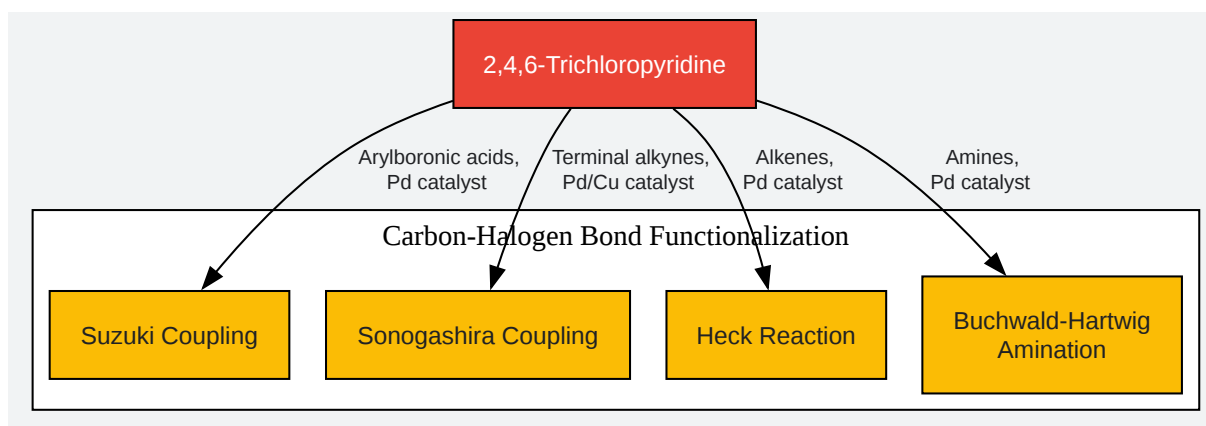 2,4,6-Trichloropyridine
Arylboronic acids,
Pd catalyst
Terminal alkynes,
Pd/Cu catalyst
Alkenes,
Pd catalyst
Amines,
Pd catalyst
Carbon-Halogen Bond Functionalization
Suzuki Coupling
Sonogashira Coupling
Heck Reaction
Buchwald-Hartwig
Amination